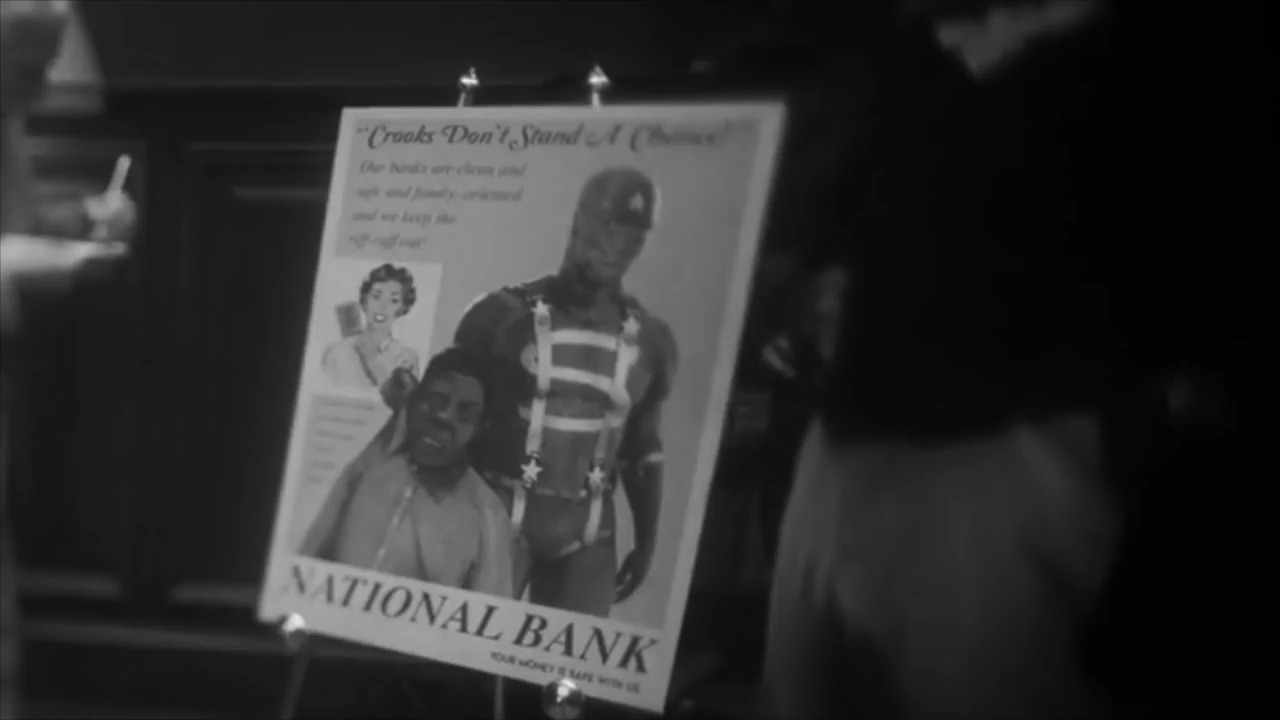 "Crooks Don't Stand A Chance!"
Our banks are clean and
safe and family-oriented
and we keep the
riff-raff out"
NATIONAL BANK
YOUR MONEY IS SAFE WITH US